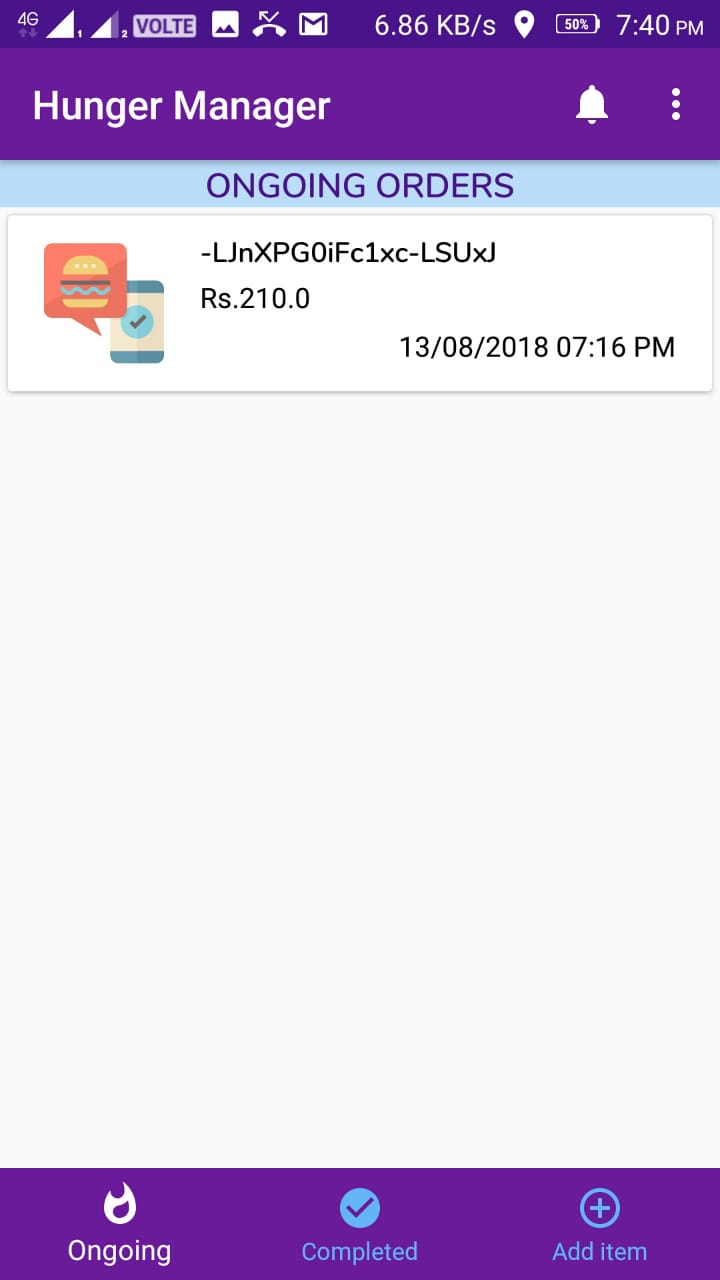 4G 1 2 VOLTE 6.86 KB/s 50% 7:40 PM
Hunger Manager
ONGOING ORDERS
-LJnXPG0iFc1xc-LSUxJ
Rs.210.0
13/08/2018 07:16 PM
Ongoing Completed Add item